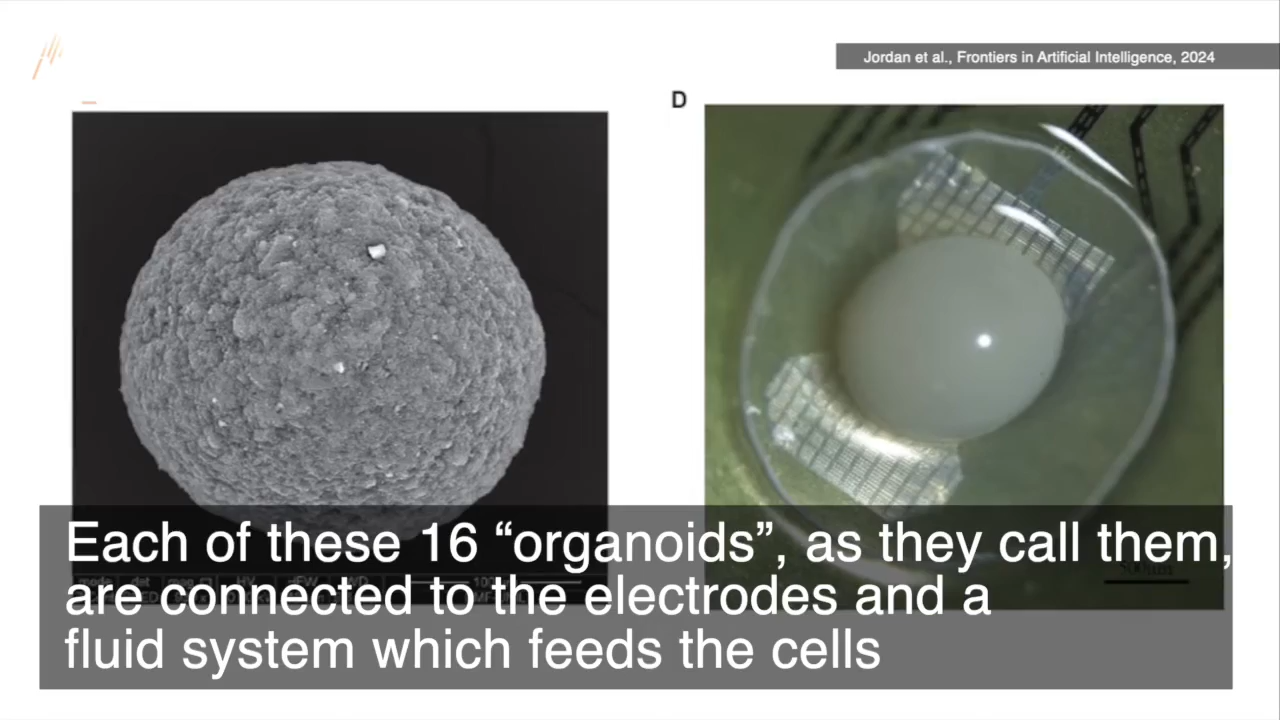 Jordan et al., Frontiers in Artificial Intelligence, 2024
D
Each of these 16 “organoids”, as they call them,
are connected to the electrodes and a
fluid system which feeds the cells